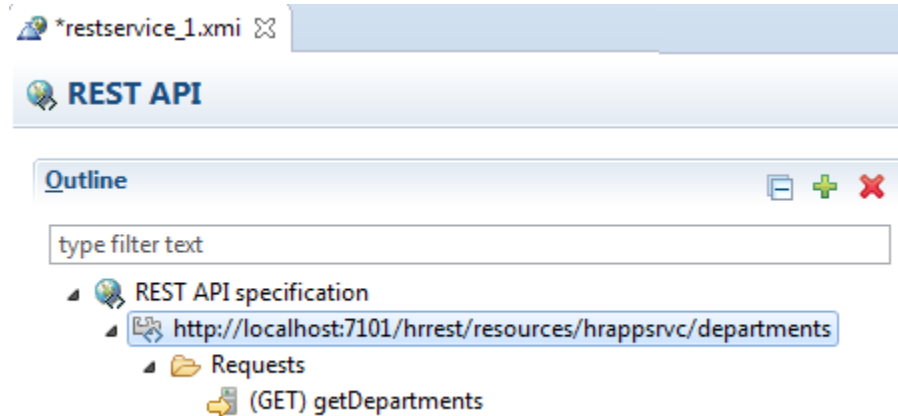 *restservice_1.xmi
REST API
Outline
type filter text
REST API specification
http://localhost:7101/hrrest/resources/hrappsrvc/departments
Requests
(GET) getDepartments